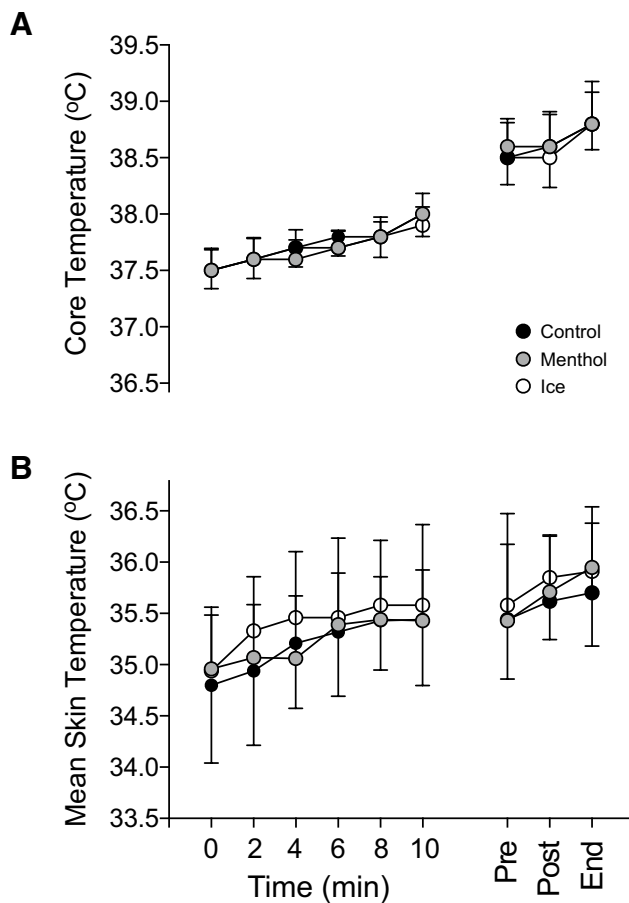 A
Core Temperature (ºC)
39.5
39.0
38.5
38.0
37.5
37.0
36.5
Control
Menthol
Ice
B
Mean Skin Temperature (ºC)
36.5
36.0
35.5
35.0
34.5
34.0
33.5
0 2 4 6 8 10 Pre Post End
Time (min)